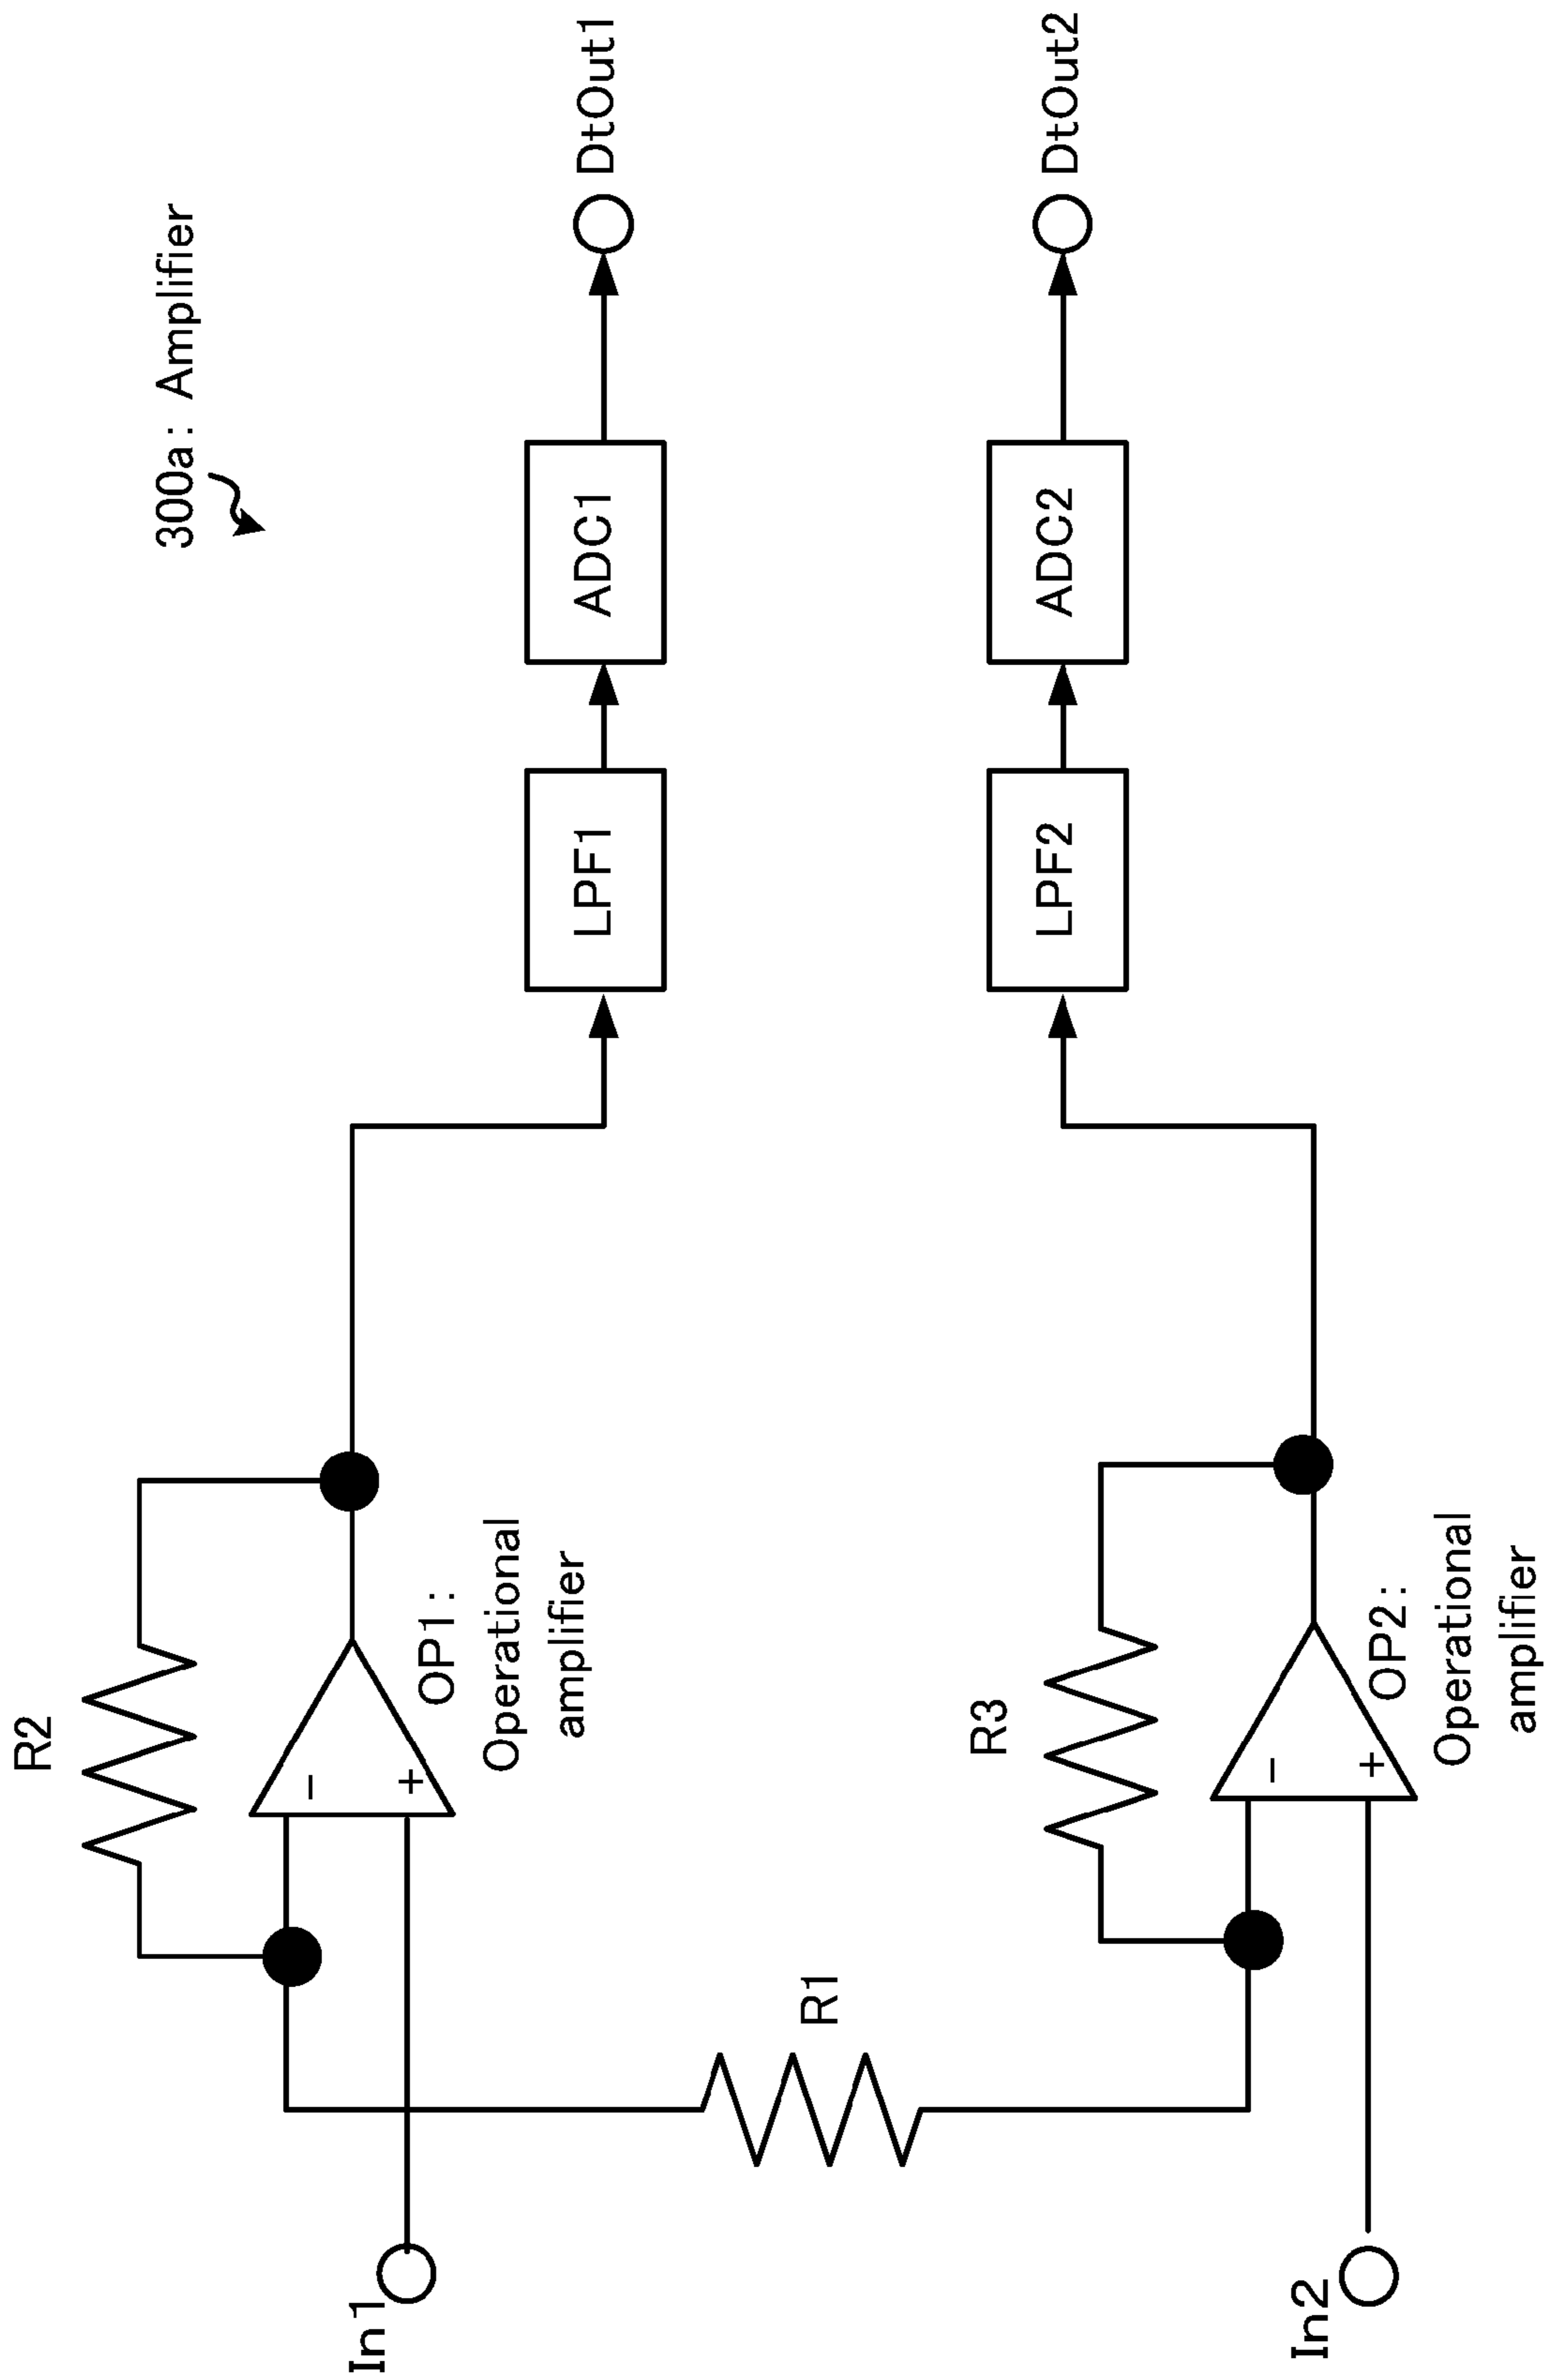 300a: Amplifier
R2
−
+
OP1:
Operational
amplifier
In1
LPF1
ADC1
DtOut1
R1
R3
−
+
OP2:
Operational
amplifier
In2
LPF2
ADC2
DtOut2